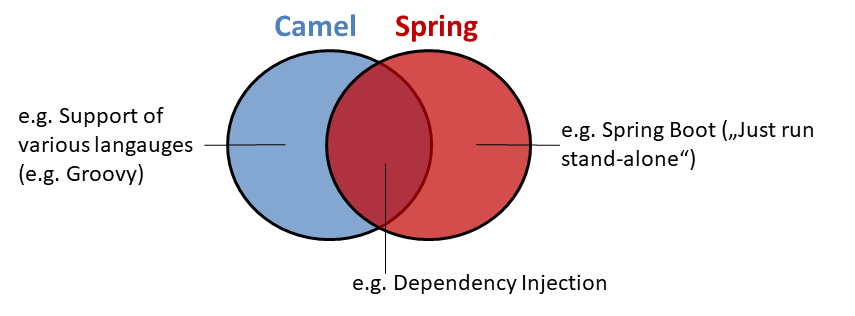 Camel
Spring
e.g. Support of
various langauges
(e.g. Groovy)
e.g. Spring Boot („Just run
stand-alone“)
e.g. Dependency Injection